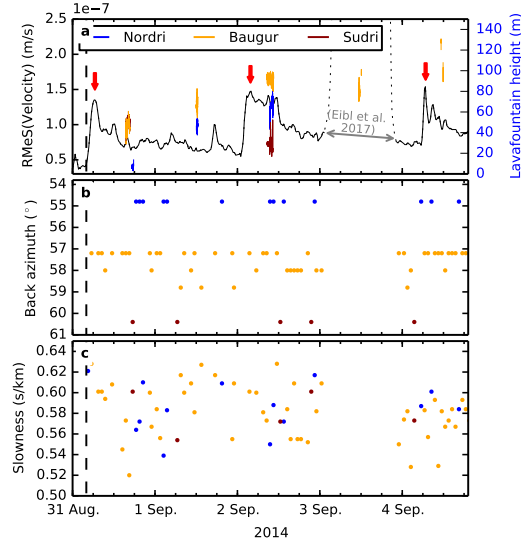 1e−7
a
Nordri Baugur Sudri
2.5
2.0
1.5
1.0
0.5
RMeS(Velocity) (m/s)
140
120
100
80
60
40
20
0
Lavafountain height (m)
(Eibl et al.
2017)
b
54
55
56
57
58
59
60
61
Back azimuth (°)
c
0.64
0.62
0.60
0.58
0.56
0.54
0.52
0.50
Slowness (s/km)
31 Aug. 1 Sep. 2 Sep. 3 Sep. 4 Sep.
2014